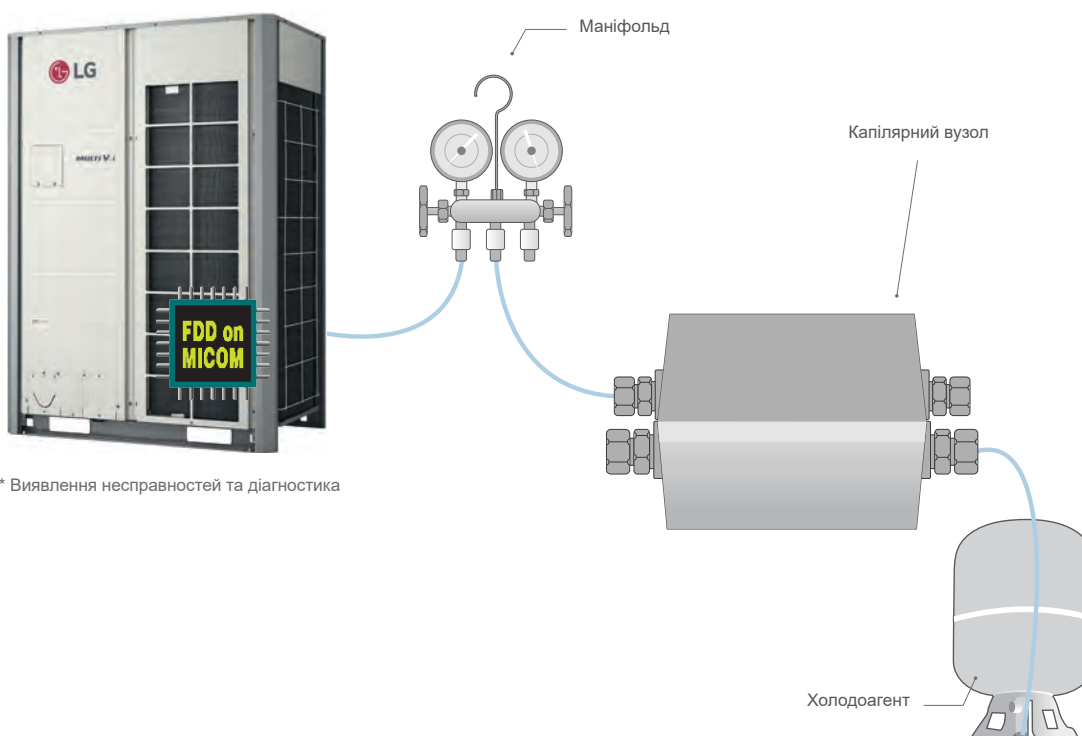 Маніфольд
LG
Капілярний вузол
MULTI V i
FDD on
MICOM
* Виявлення несправностей та діагностика
Холодоагент